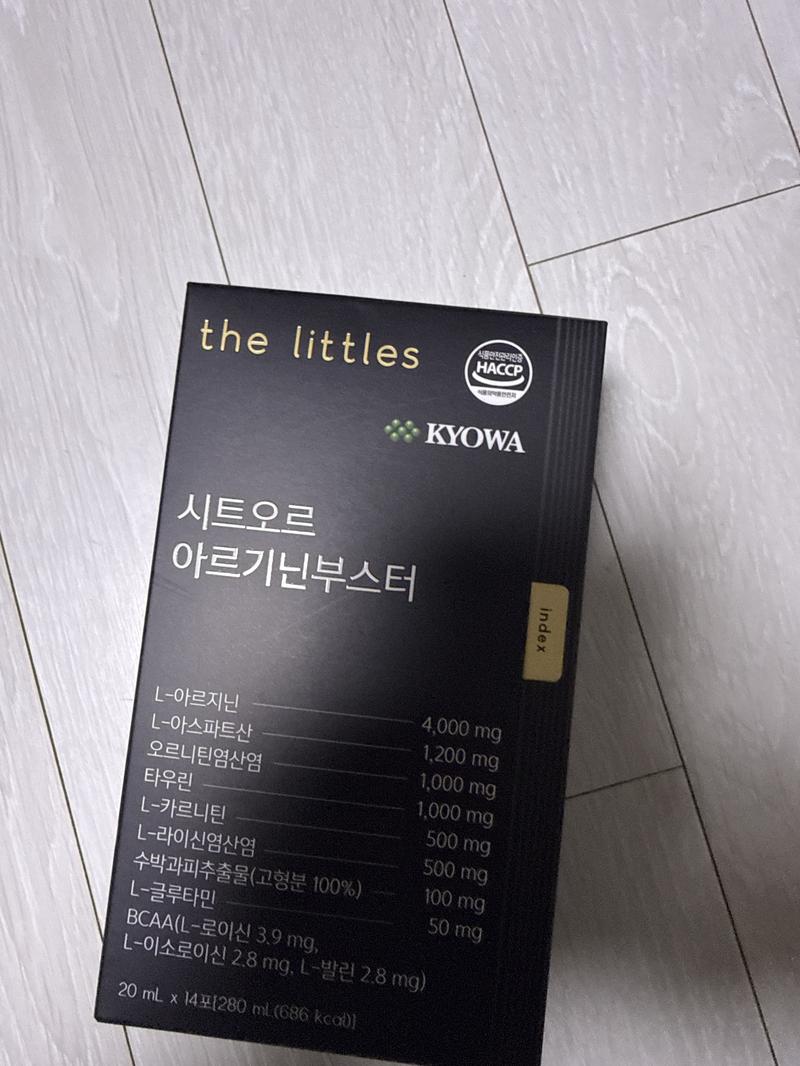 the littles
식품안전관리인증
HACCP
식품의약품안전처
KYOWA
시트오르
아르기닌부스터
index
L-아르지닌 4,000 mg
L-아스파트산 1,200 mg
오르니틴염산염 1,000 mg
타우린 1,000 mg
L-카르니틴 500 mg
L-라이신염산염 500 mg
수박과피추출물(고형분 100%) 100 mg
L-글루타민 50 mg
BCAA(L-로이신 3.9 mg,
L-이소로이신 2.8 mg, L-발린 2.8 mg)
20 mL x 14포[280 mL(686 kcal)]